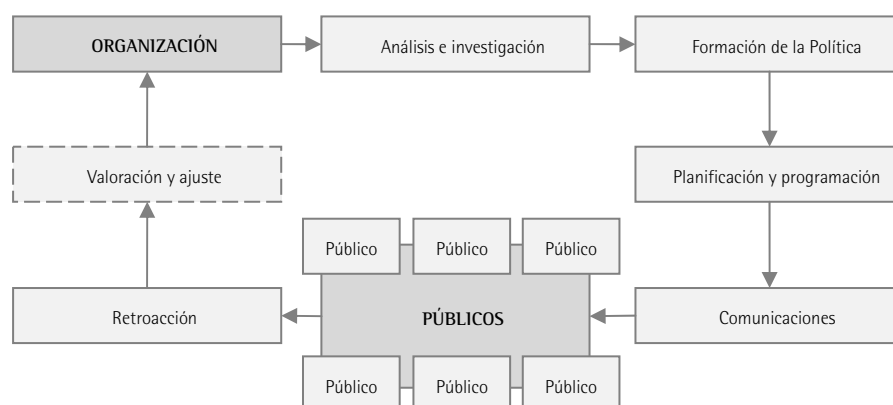 ORGANIZACIÓN
Análisis e investigación
Formación de la Política
Valoración y ajuste
Planificación y programación
Público
Público
Público
Retroacción
PÚBLICOS
Comunicaciones
Público
Público
Público